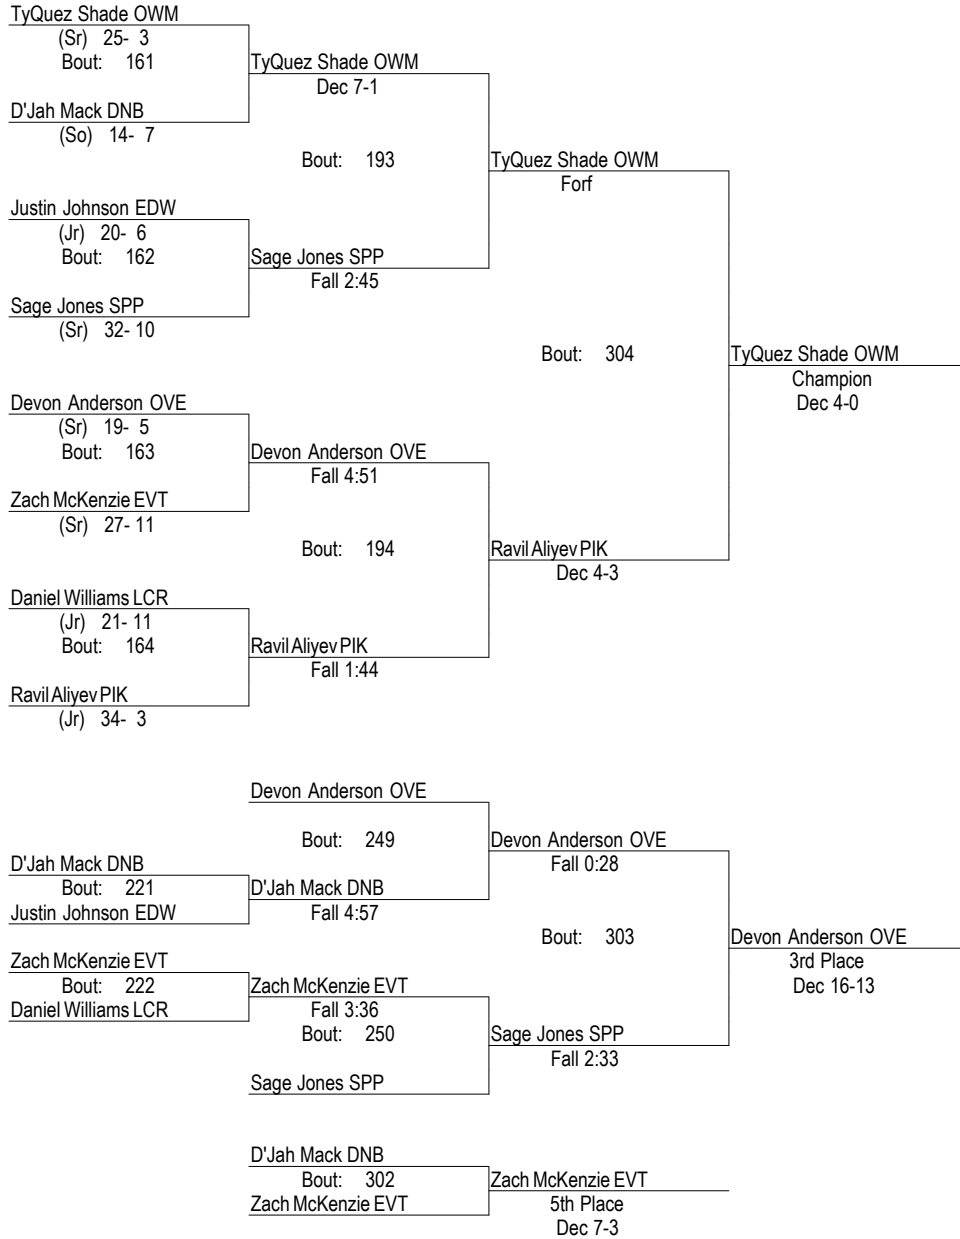 TyQuez Shade OWM
(Sr) 25- 3
Bout: 161
TyQuez Shade OWM
Dec 7-1
D'Jah Mack DNB
(So) 14- 7
Bout: 193
TyQuez Shade OWM
Forf
Justin Johnson EDW
(Jr) 20- 6
Bout: 162
Sage Jones SPP
Fall 2:45
Sage Jones SPP
(Sr) 32- 10
Bout: 304
TyQuez Shade OWM
Champion
Dec 4-0
Devon Anderson OVE
(Sr) 19- 5
Bout: 163
Devon Anderson OVE
Fall 4:51
Zach McKenzie EVT
(Sr) 27- 11
Bout: 194
Ravil Aliyev PIK
Dec 4-3
Daniel Williams LCR
(Jr) 21- 11
Bout: 164
Ravil Aliyev PIK
Fall 1:44
Ravil Aliyev PIK
(Jr) 34- 3
Devon Anderson OVE
Bout: 249
Devon Anderson OVE
Fall 0:28
D'Jah Mack DNB
Bout: 221
D'Jah Mack DNB
Justin Johnson EDW
Fall 4:57
Bout: 303
Devon Anderson OVE
3rd Place
Dec 16-13
Zach McKenzie EVT
Bout: 222
Zach McKenzie EVT
Daniel Williams LCR
Fall 3:36
Bout: 250
Sage Jones SPP
Fall 2:33
Sage Jones SPP
D'Jah Mack DNB
Bout: 302
Zach McKenzie EVT
Zach McKenzie EVT
5th Place
Dec 7-3